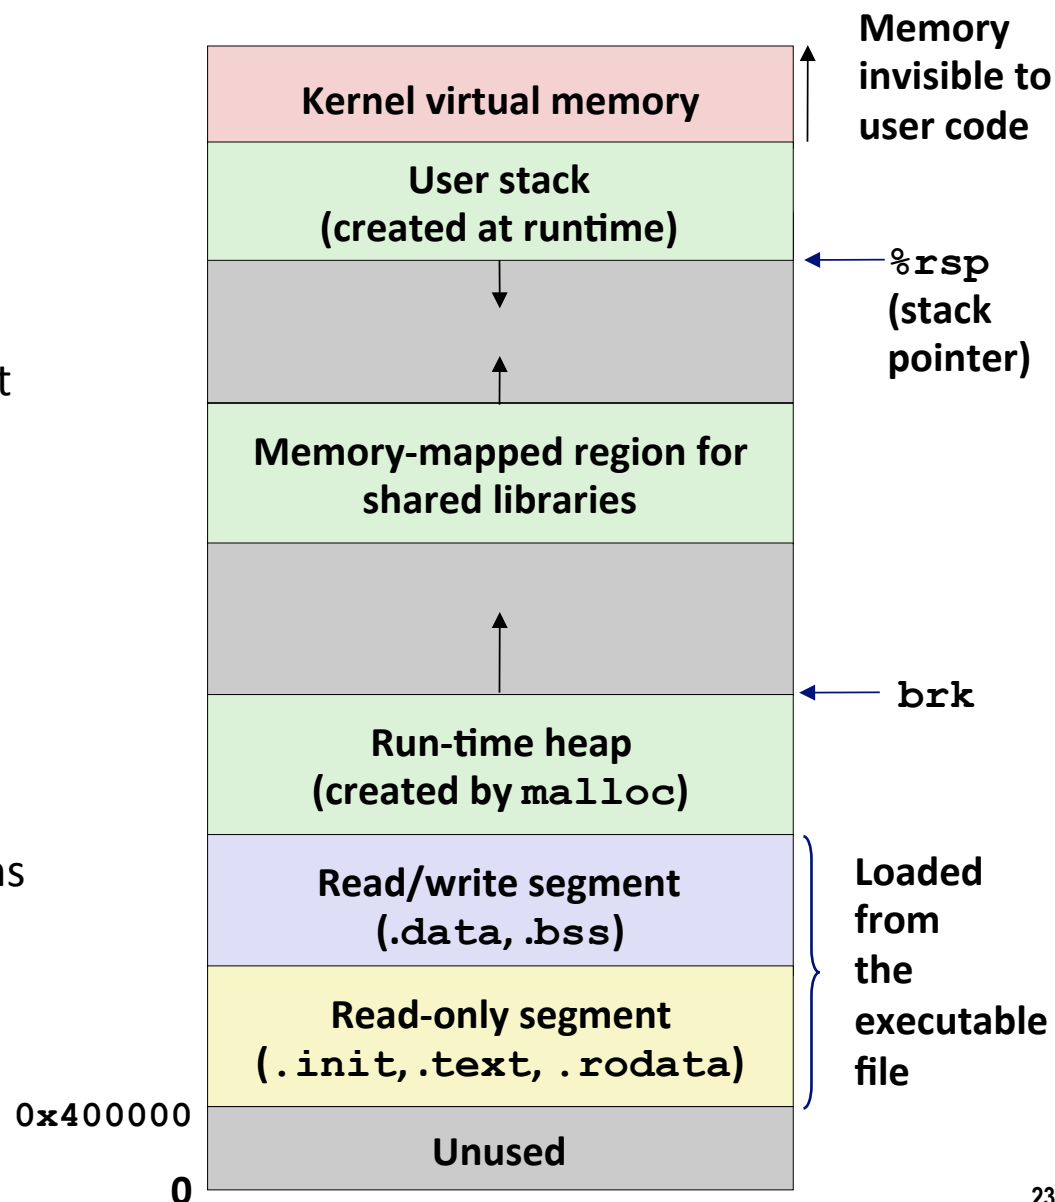 Memory
invisible to
user code
Kernel virtual memory
User stack
(created at runtime)
%rsp
(stack
pointer)
t
Memory-mapped region for
shared libraries
brk
Run-time heap
(created by malloc)
ns
Read/write segment
(.data, .bss)
Loaded
from
the
executable
file
Read-only segment
(.init, .text, .rodata)
0x400000
Unused
0
23